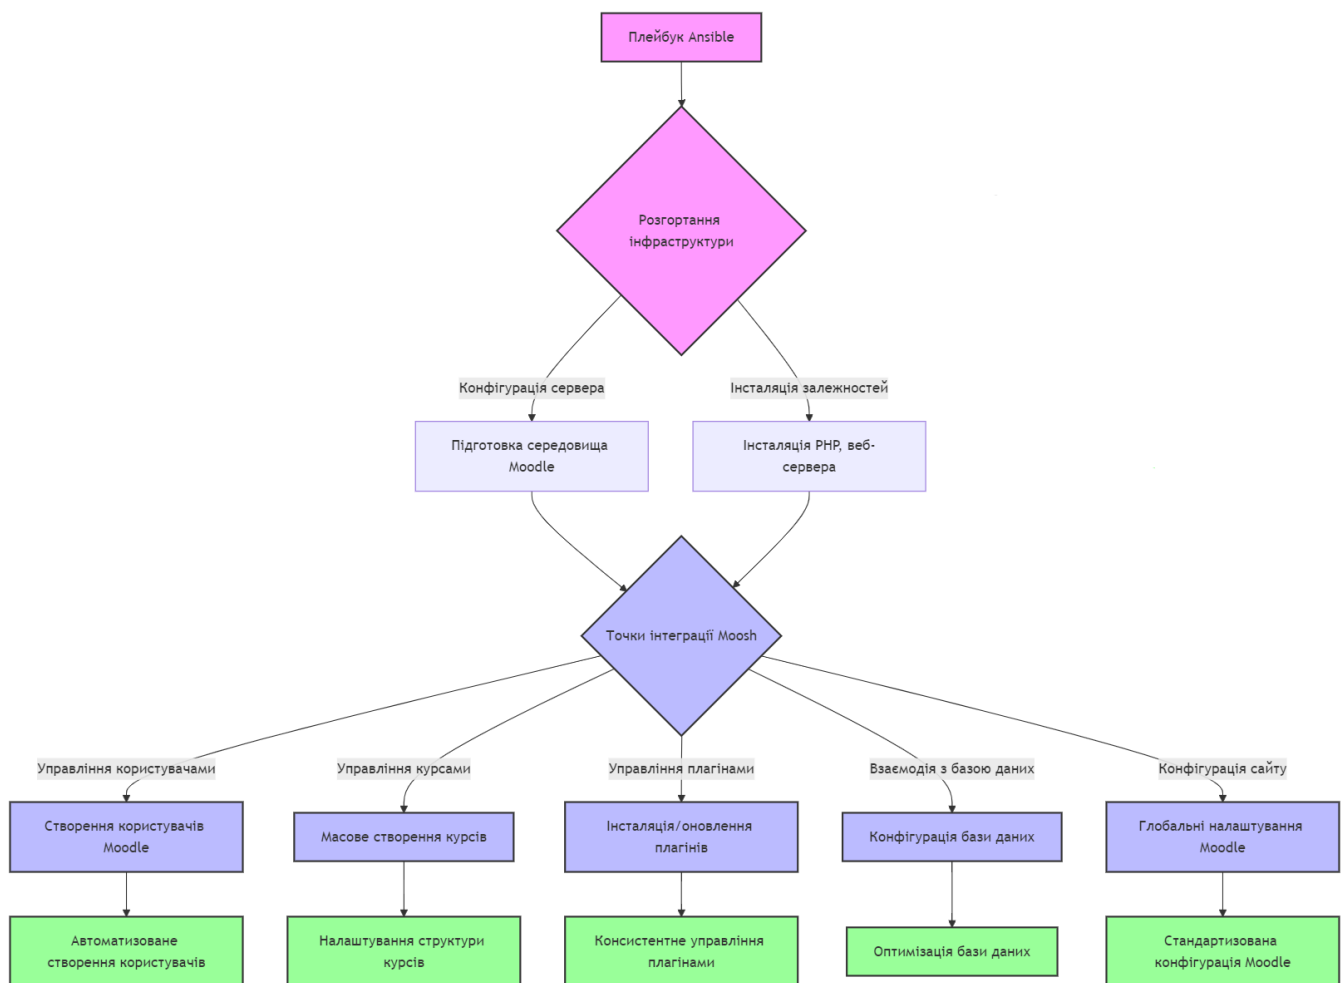 Плейбук Ansible
Розгортання
інфраструктури
Конфігурація сервера
Інсталяція залежностей
Підготовка середовища
Moodle
Інсталяція PHP, веб-
сервера
Точки інтеграції Moosh
Управління користувачами
Управління курсами
Управління плагінами
Взаємодія з базою даних
Конфігурація сайту
Створення користувачів
Moodle
Масове створення курсів
Інсталяція/оновлення
плагінів
Конфігурація бази даних
Глобальні налаштування
Moodle
Автоматизоване
створення користувачів
Налаштування структури
курсів
Консистентне управління
плагінами
Оптимізація бази даних
Стандартизована
конфігурація Moodle